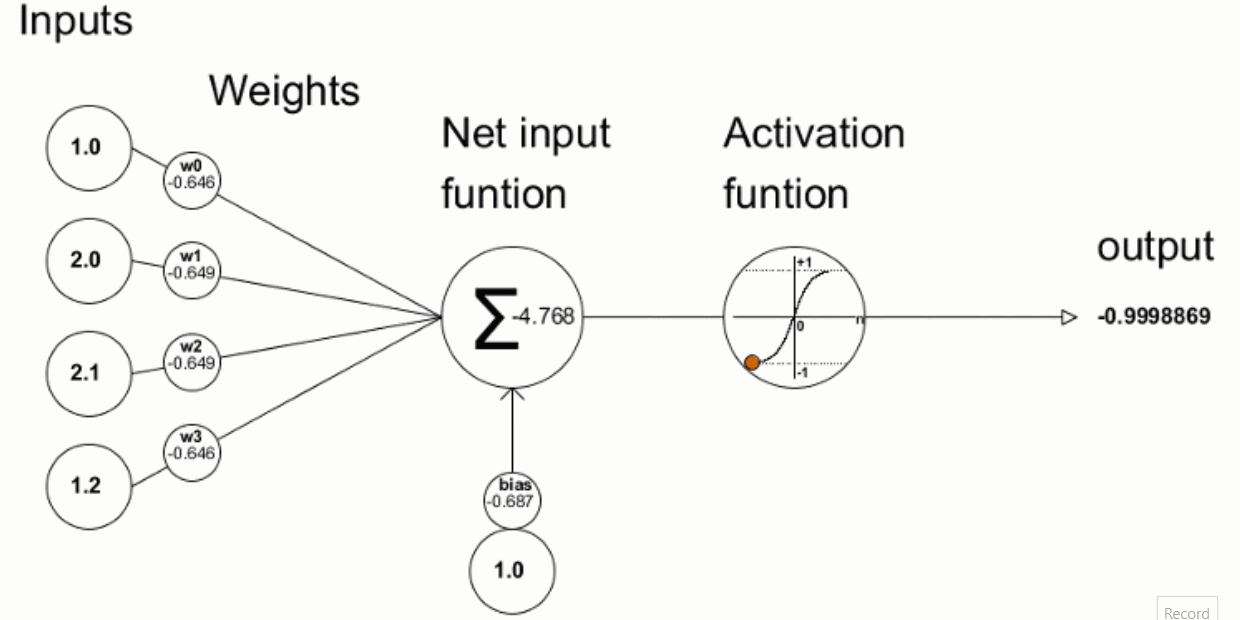 Inputs
Weights
Net input
funtion
Activation
funtion
output
1.0
w0
-0.646
2.0
w1
-0.649
2.1
w2
-0.649
1.2
w3
-0.646
Σ
-4.768
bias
-0.687
1.0
+1
0
n
-1
-0.9998869
Record